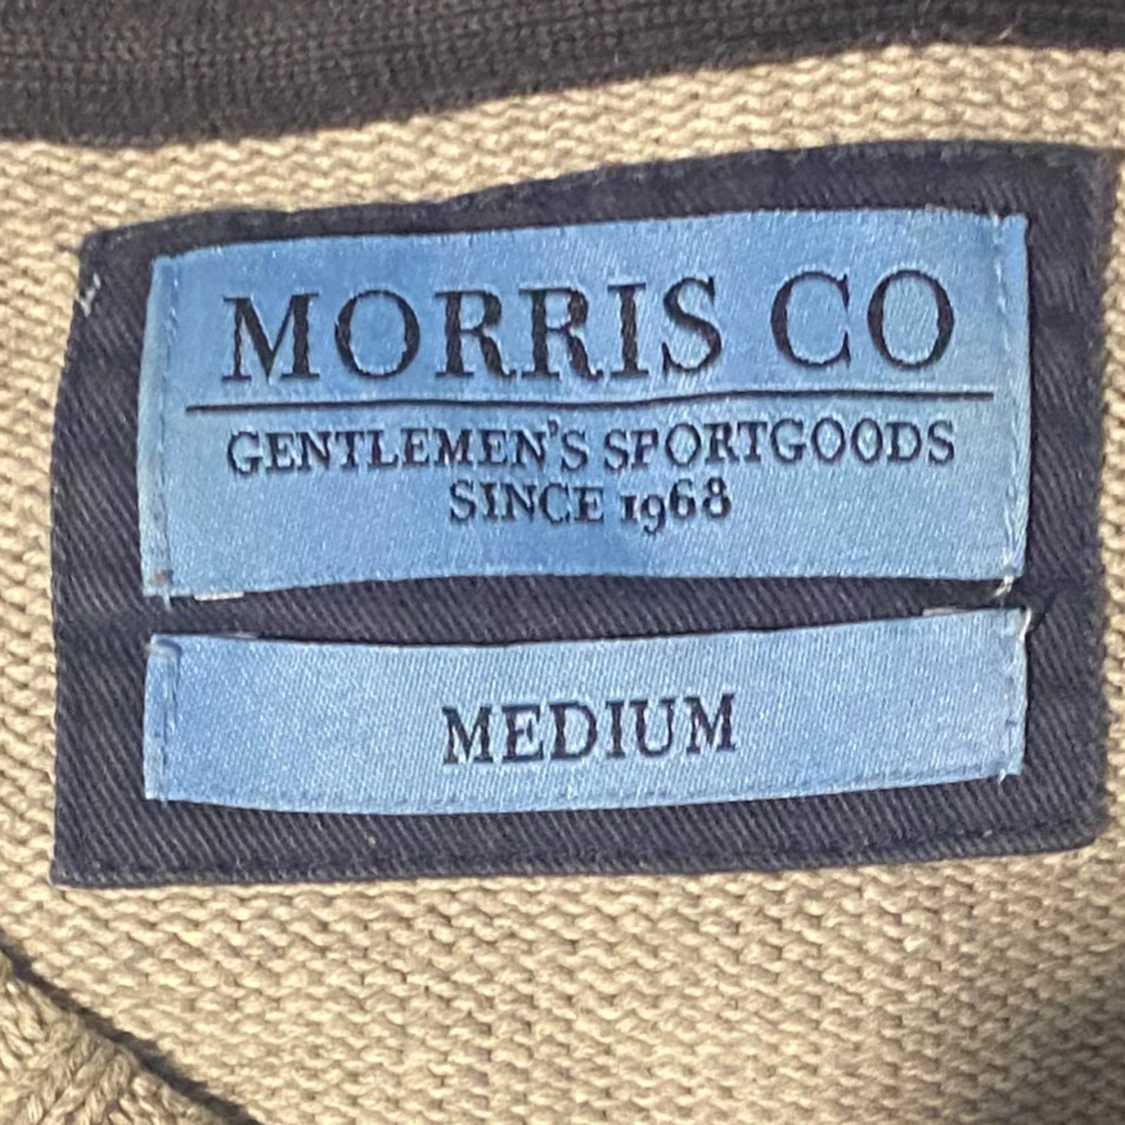 MORRIS CO
GENTLEMEN'S SPORTGOODS
SINCE 1968
MEDIUM